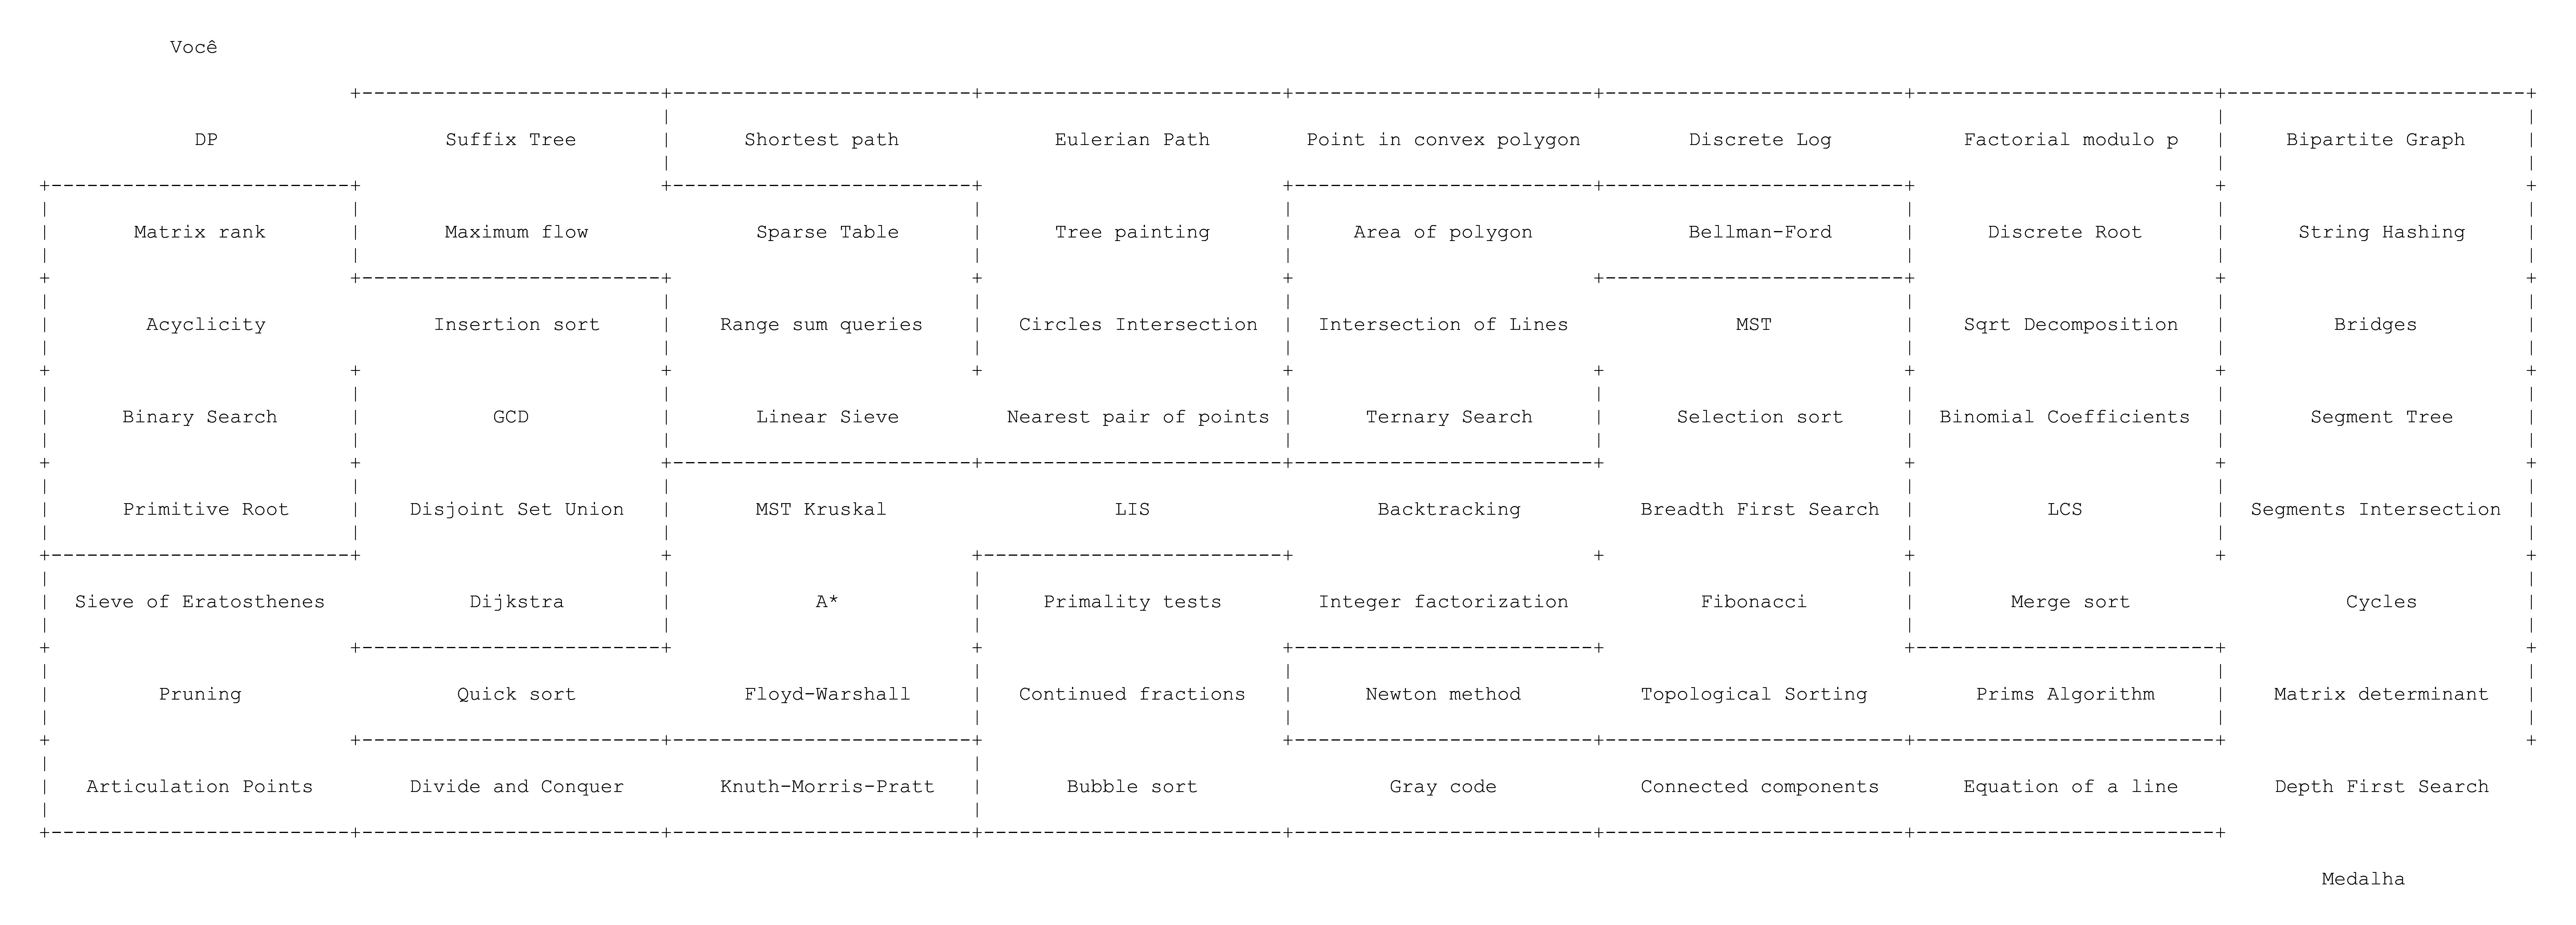 Você
DP Suffix Tree Shortest path Eulerian Path Point in convex polygon Discrete Log Factorial modulo p Bipartite Graph
Matrix rank Maximum flow Sparse Table Tree painting Area of polygon Bellman-Ford Discrete Root String Hashing
Acyclicity Insertion sort Range sum queries Circles Intersection Intersection of Lines MST Sqrt Decomposition Bridges
Binary Search GCD Linear Sieve Nearest pair of points Ternary Search Selection sort Binomial Coefficients Segment Tree
Primitive Root Disjoint Set Union MST Kruskal LIS Backtracking Breadth First Search LCS Segments Intersection
Sieve of Eratosthenes Dijkstra A* Primality tests Integer factorization Fibonacci Merge sort Cycles
Pruning Quick sort Floyd-Warshall Continued fractions Newton method Topological Sorting Prims Algorithm Matrix determinant
Articulation Points Divide and Conquer Knuth-Morris-Pratt Bubble sort Gray code Connected components Equation of a line Depth First Search
Medalha